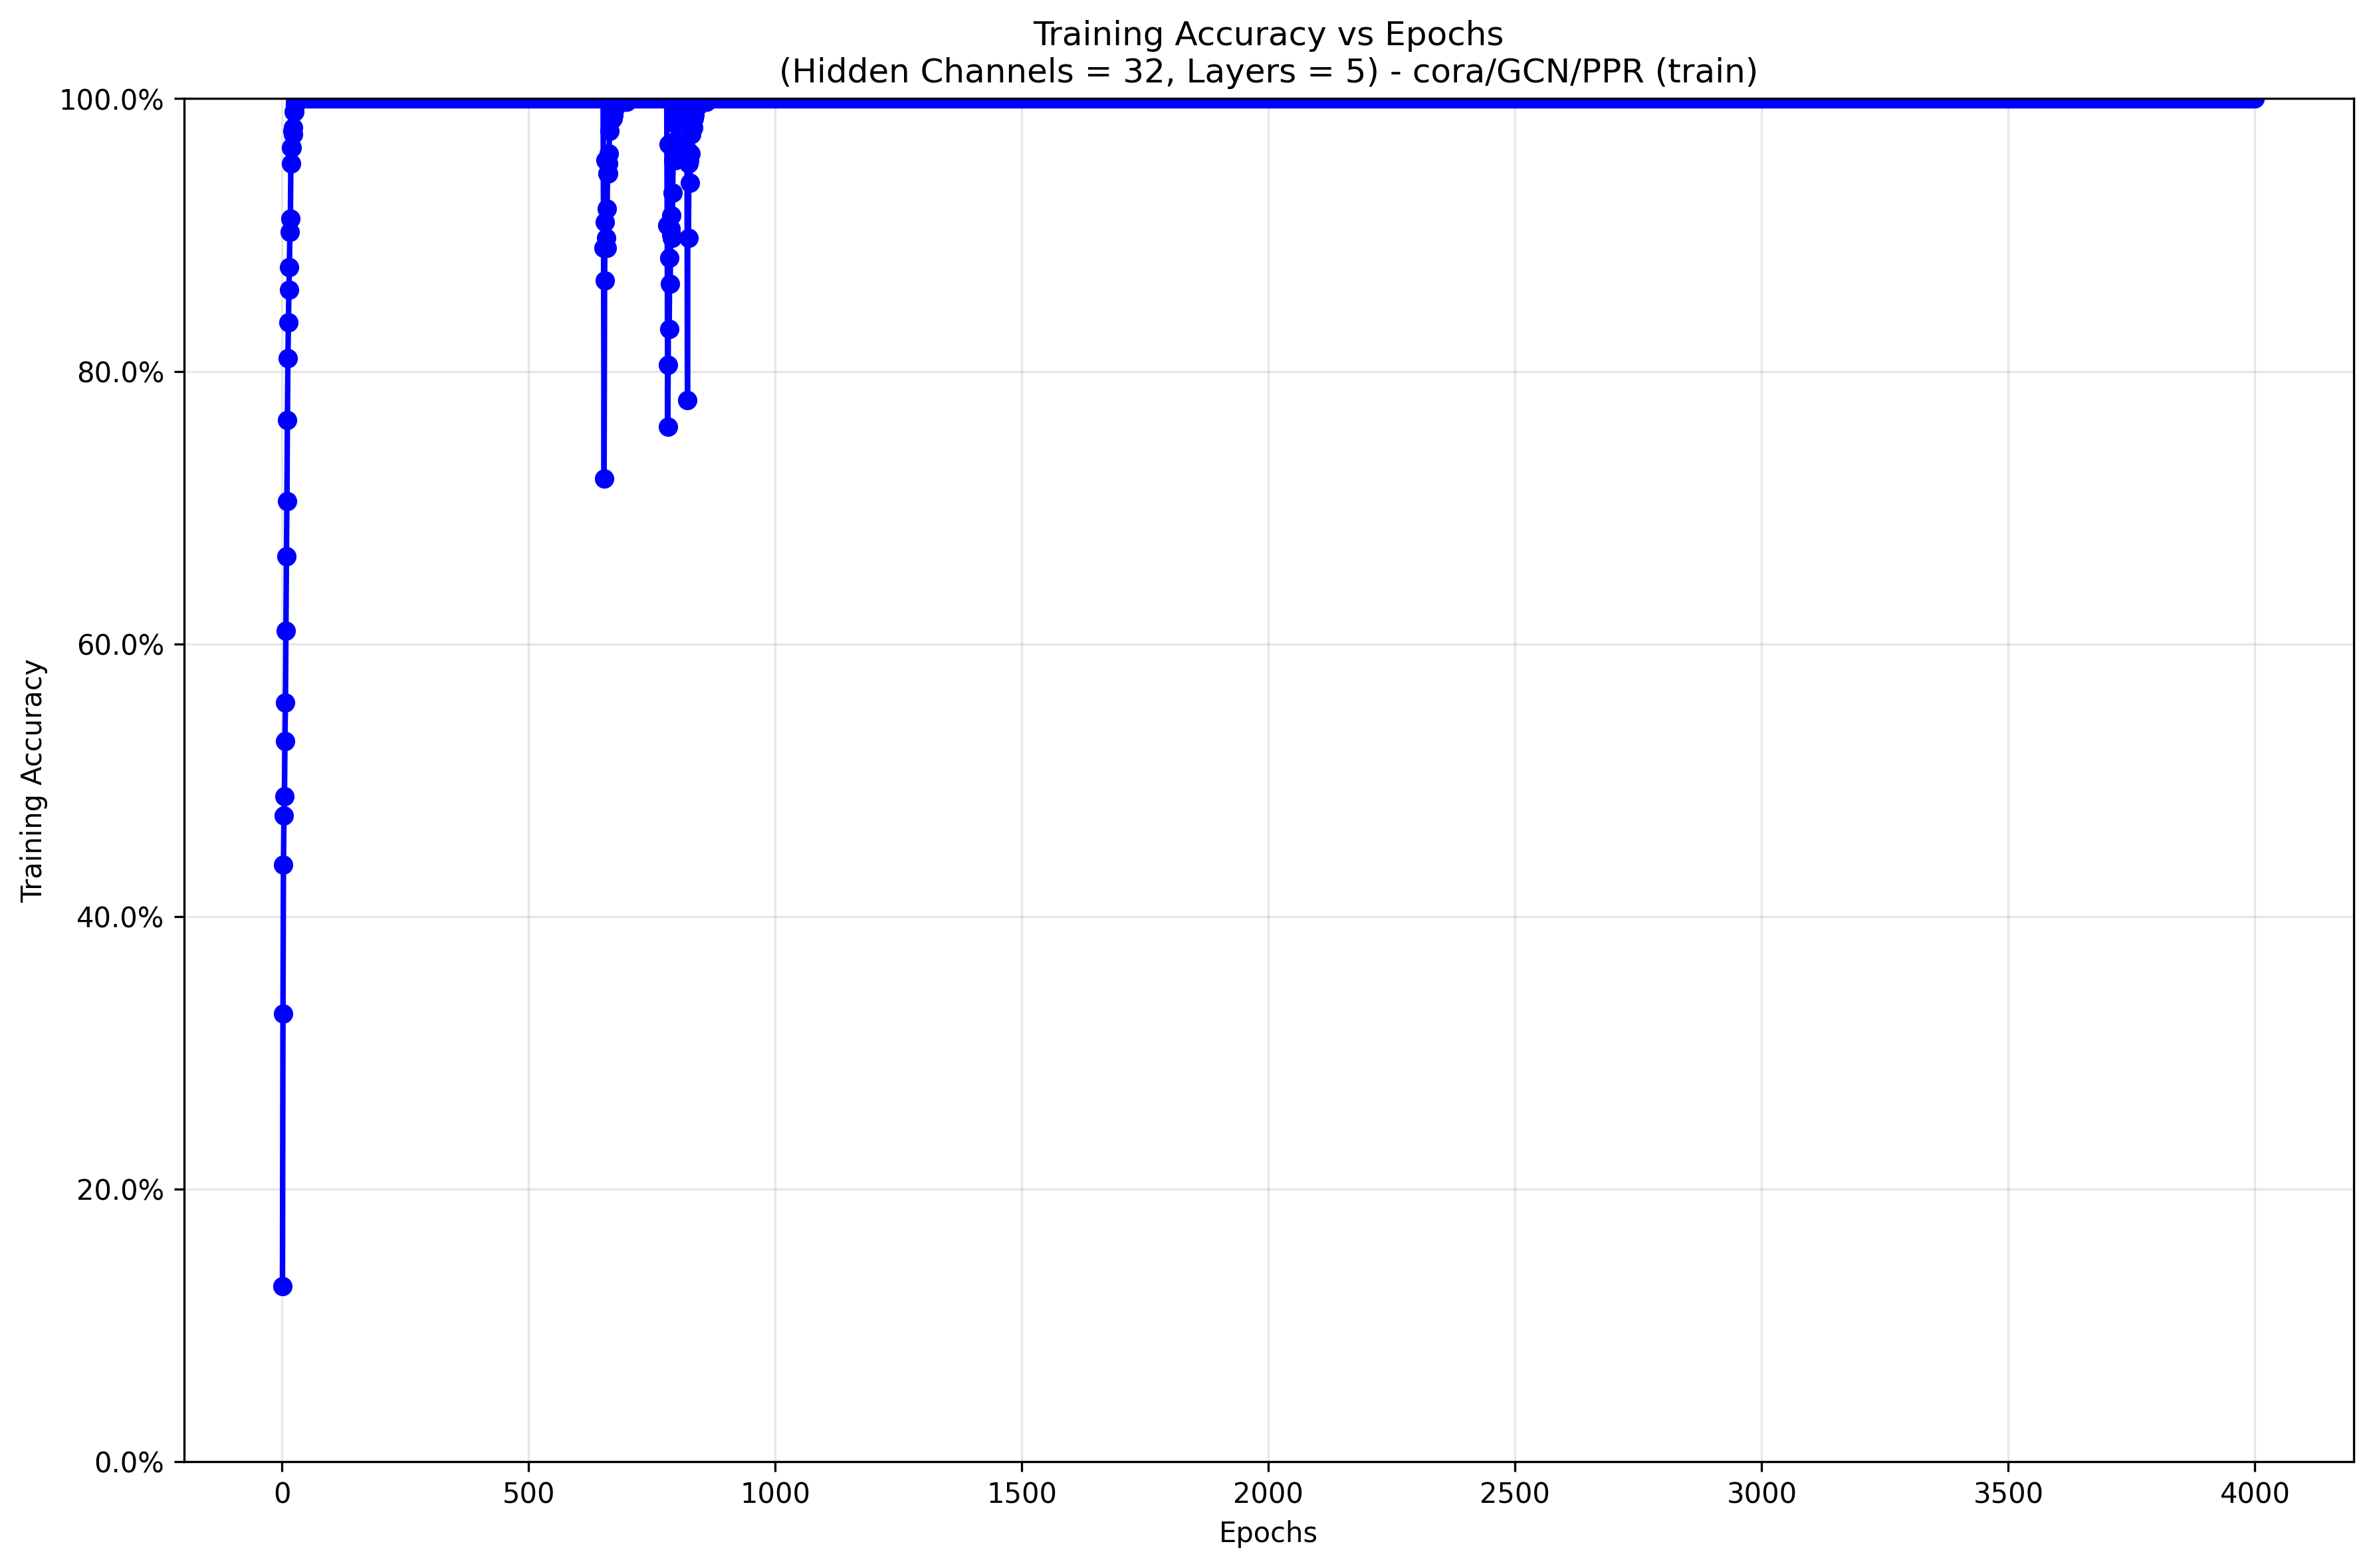 Training Accuracy vs Epochs
(Hidden Channels = 32, Layers = 5) - cora/GCN/PPR (train)
100.0%
80.0%
60.0%
40.0%
20.0%
0.0%
Training Accuracy
0 500 1000 1500 2000 2500 3000 3500 4000
Epochs